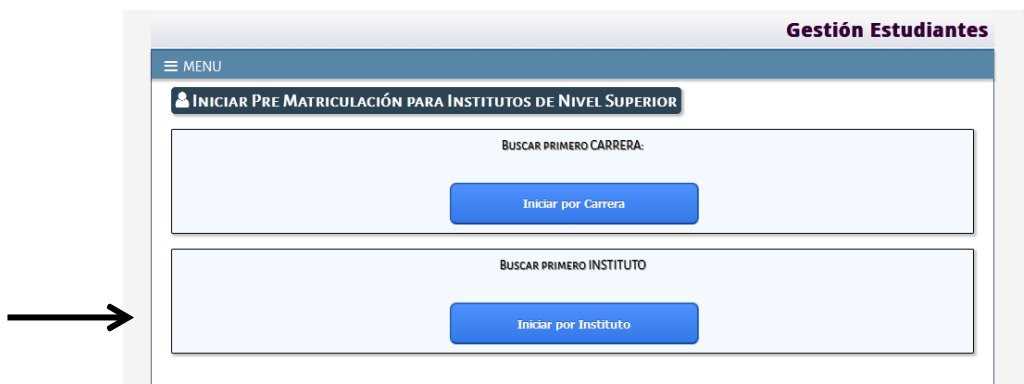 Gestión Estudiantes
MENU
Iniciar Pre Matriculación para Institutos de Nivel Superior
Buscar primero CARRERA:
Iniciar por Carrera
Buscar primero INSTITUTO
Iniciar por Instituto